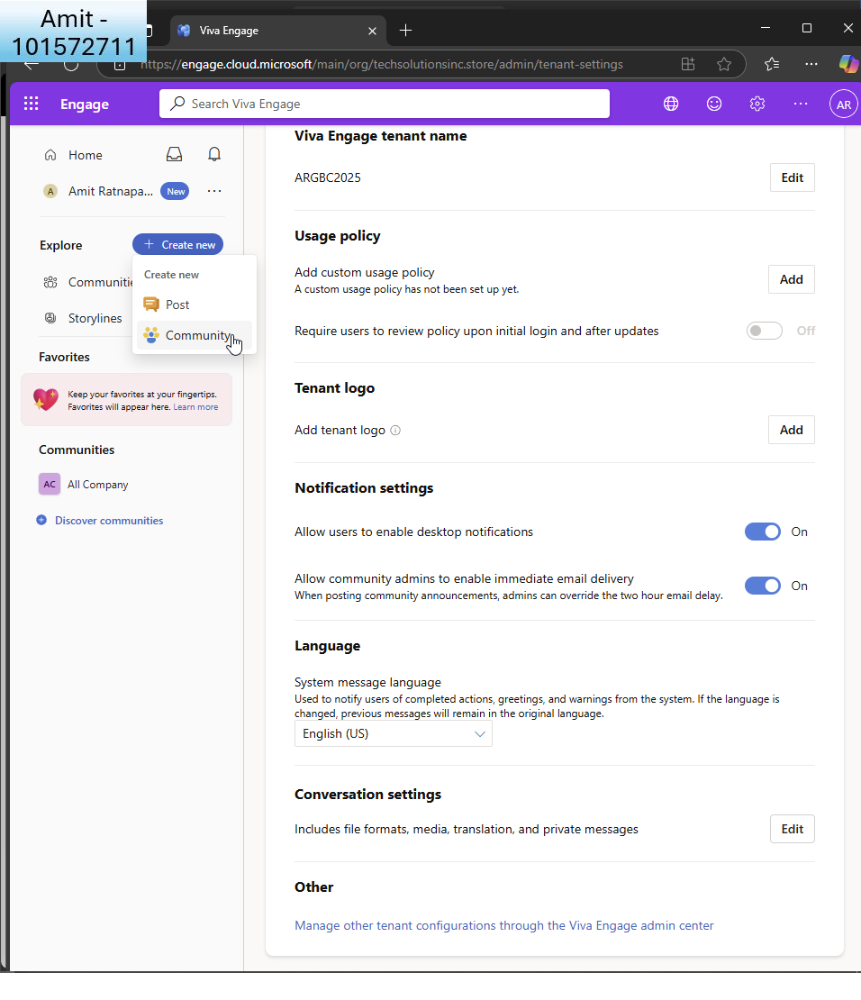 Amit -
101572711
Viva Engage
https://engage.cloud.microsoft/main/org/techsolutionsinc.store/admin/tenant-settings
Engage
Search Viva Engage
AR
Home
A
Amit Ratnapa...
New
Explore
Create new
Create new
Post
Community
Communitie
Storylines
Favorites
Keep your favorites at your fingertips.
Favorites will appear here. Learn more
Communities
AC
All Company
Discover communities
Viva Engage tenant name
ARGBC2025
Edit
Usage policy
Add custom usage policy
A custom usage policy has not been set up yet.
Add
Require users to review policy upon initial login and after updates
Off
Tenant logo
Add tenant logo
Add
Notification settings
Allow users to enable desktop notifications
On
Allow community admins to enable immediate email delivery
When posting community announcements, admins can override the two hour email delay.
On
Language
System message language
Used to notify users of completed actions, greetings, and warnings from the system. If the language is
changed, previous messages will remain in the original language.
English (US)
Conversation settings
Includes file formats, media, translation, and private messages
Edit
Other
Manage other tenant configurations through the Viva Engage admin center